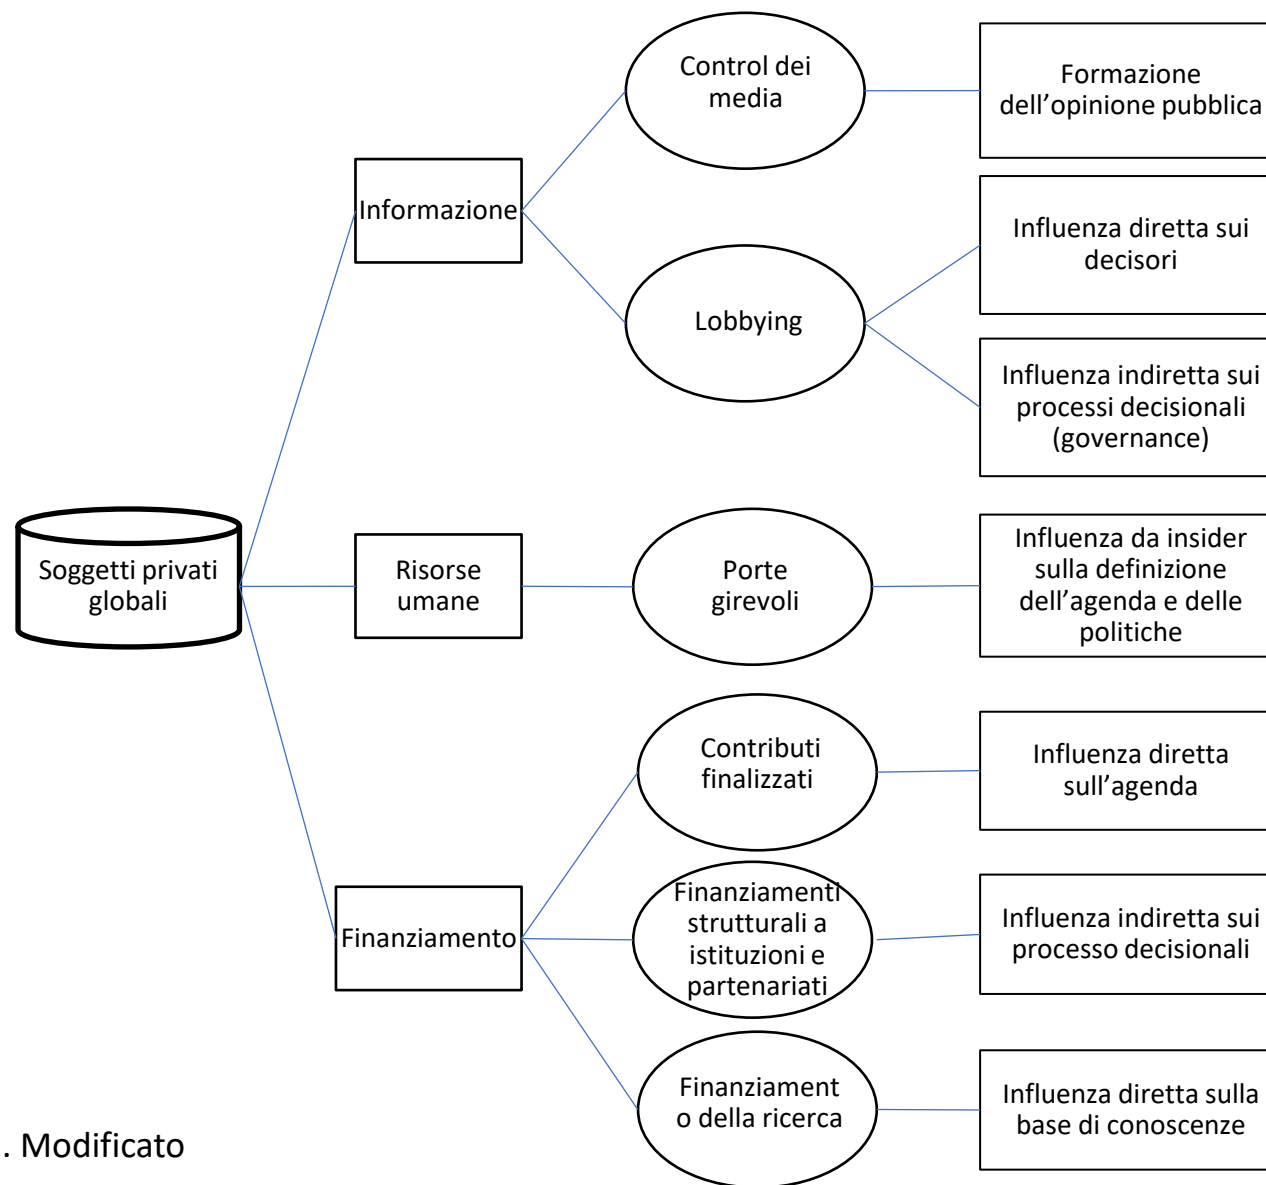 Control dei
media
Formazione
dell’opinione pubblica
Informazione
Lobbying
Influenza diretta sui
decisori
Influenza indiretta sui
processi decisionali
(governance)
Soggetti privati
globali
Risorse
umane
Porte
girevoli
Influenza da insider
sulla definizione
dell’agenda e delle
politiche
Finanziamento
Contributi
finalizzati
Influenza diretta
sull’agenda
Finanziamenti
strutturali a
istituzioni e
partenariati
Influenza indiretta sui
processo decisionali
Finanziament
o della ricerca
Influenza diretta sulla
base di conoscenze
. Modificato